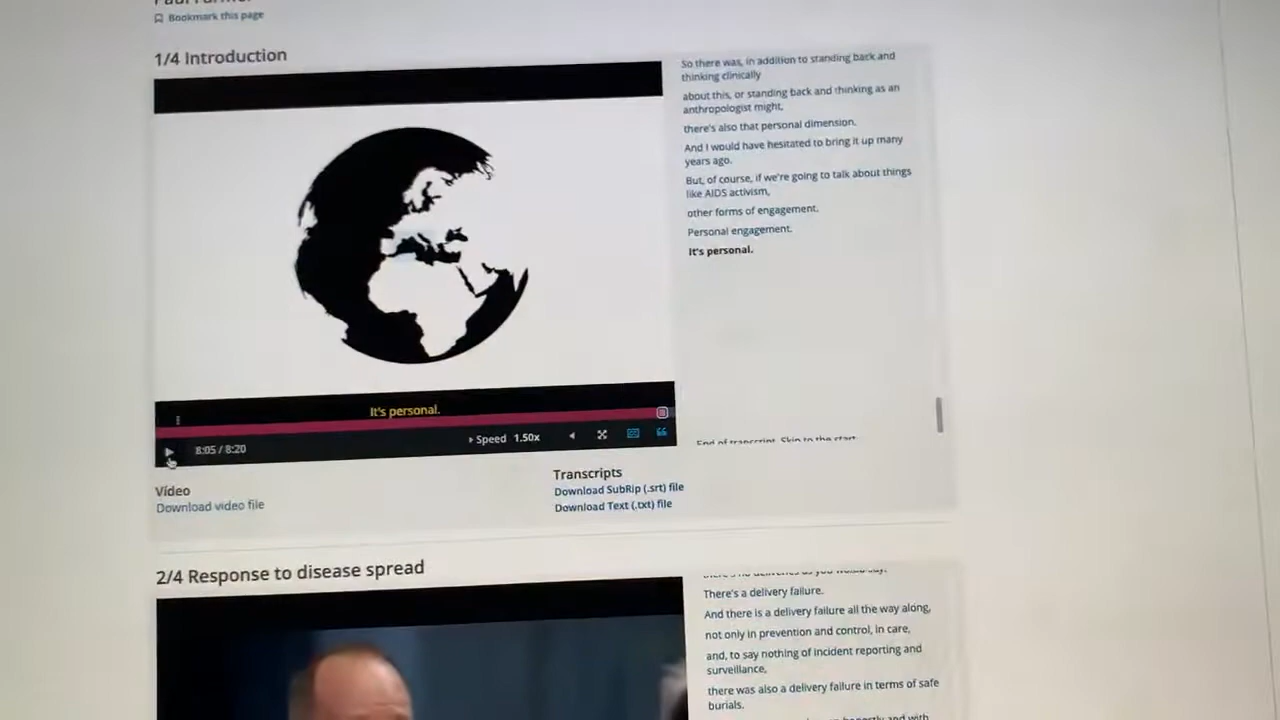 Bookmark this page
1/4 Introduction
So there was, in addition to standing back and
thinking clinically
about this, or standing back and thinking as an
anthropologist might,
there's also that personal dimension.
And I would have hesitated to bring it up many
years ago.
But, of course, if we're going to talk about things
like AIDS activism,
other forms of engagement.
Personal engagement.
It's personal.
It's personal.
8:05 / 8:20
Speed 1.50x
End of transcript. Skip to the start.
Video
Download video file
Transcripts
Download SubRip (.srt) file
Download Text (.txt) file
2/4 Response to disease spread
There's a delivery failure.
And there is a delivery failure all the way along,
not only in prevention and control, in care,
and, to say nothing of incident reporting and
surveillance,
there was also a delivery failure in terms of safe
burials.